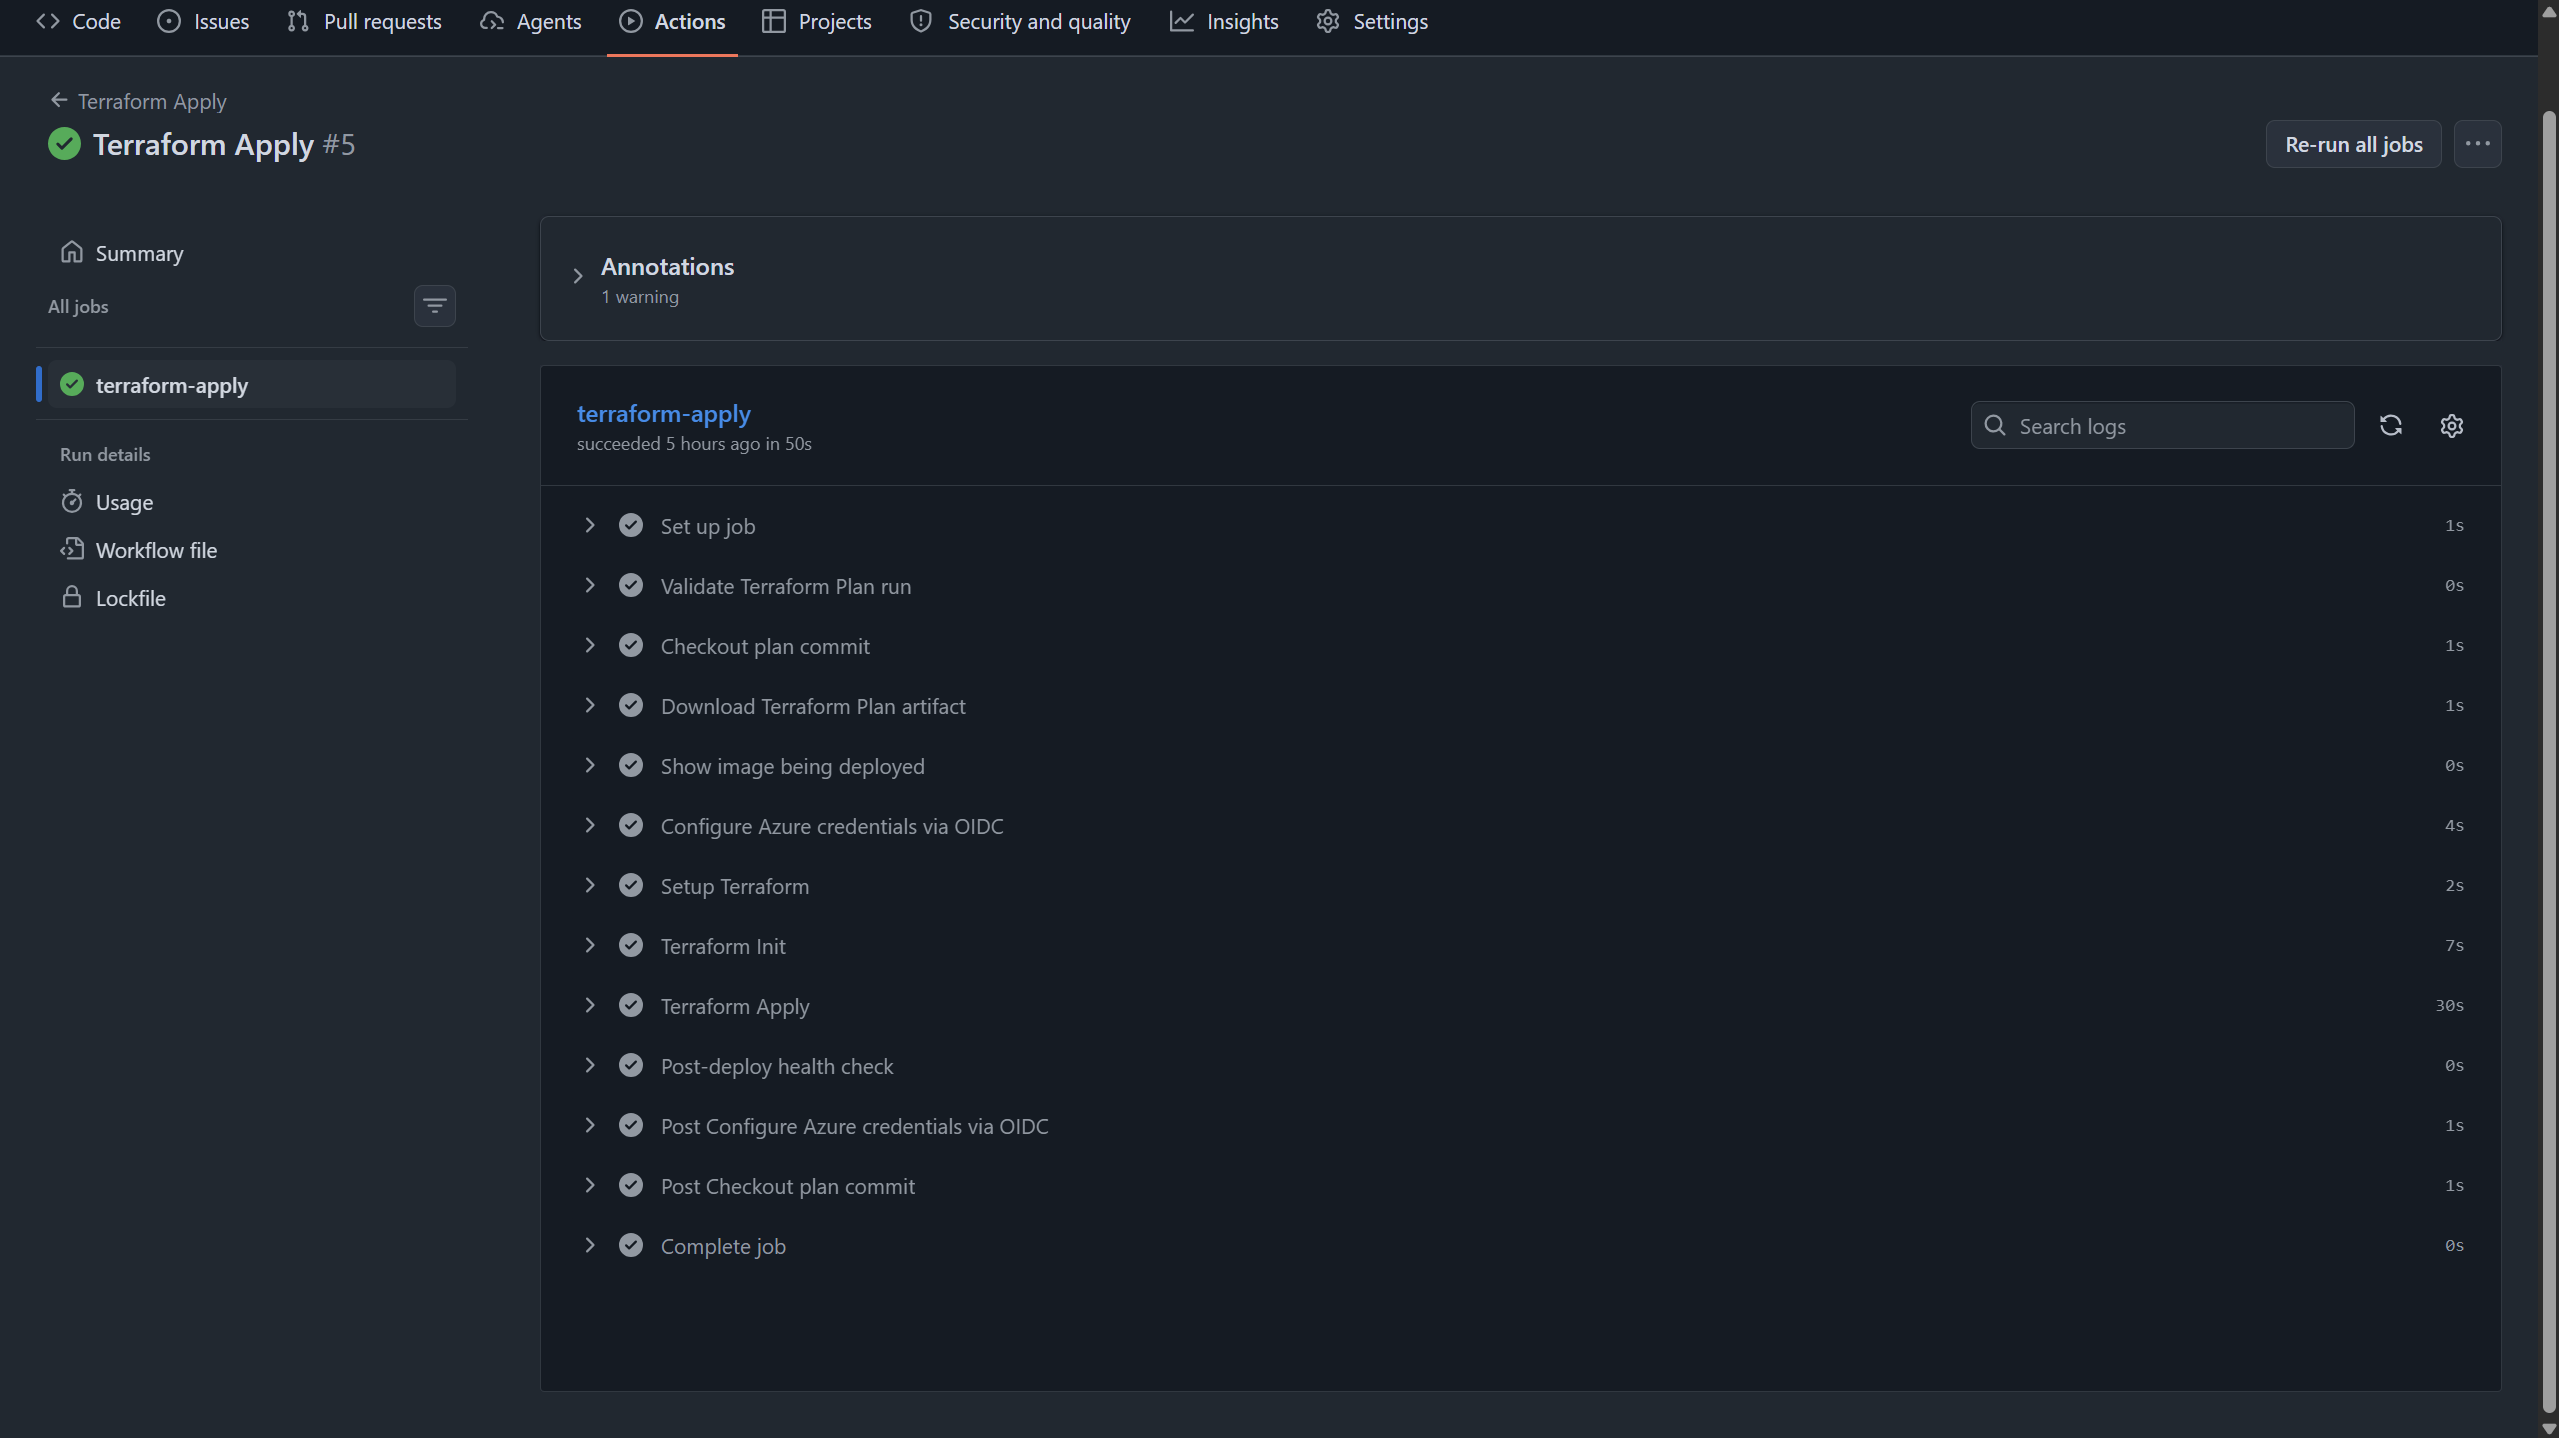 Code Issues Pull requests Agents Actions Projects Security and quality Insights Settings
Terraform Apply
Terraform Apply #5
Re-run all jobs
Summary
All jobs
terraform-apply
Run details
Usage
Workflow file
Lockfile
Annotations
1 warning
terraform-apply
succeeded 5 hours ago in 50s
Search logs
Set up job 1s
Validate Terraform Plan run 0s
Checkout plan commit 1s
Download Terraform Plan artifact 1s
Show image being deployed 0s
Configure Azure credentials via OIDC 4s
Setup Terraform 2s
Terraform Init 7s
Terraform Apply 30s
Post-deploy health check 0s
Post Configure Azure credentials via OIDC 1s
Post Checkout plan commit 1s
Complete job 0s